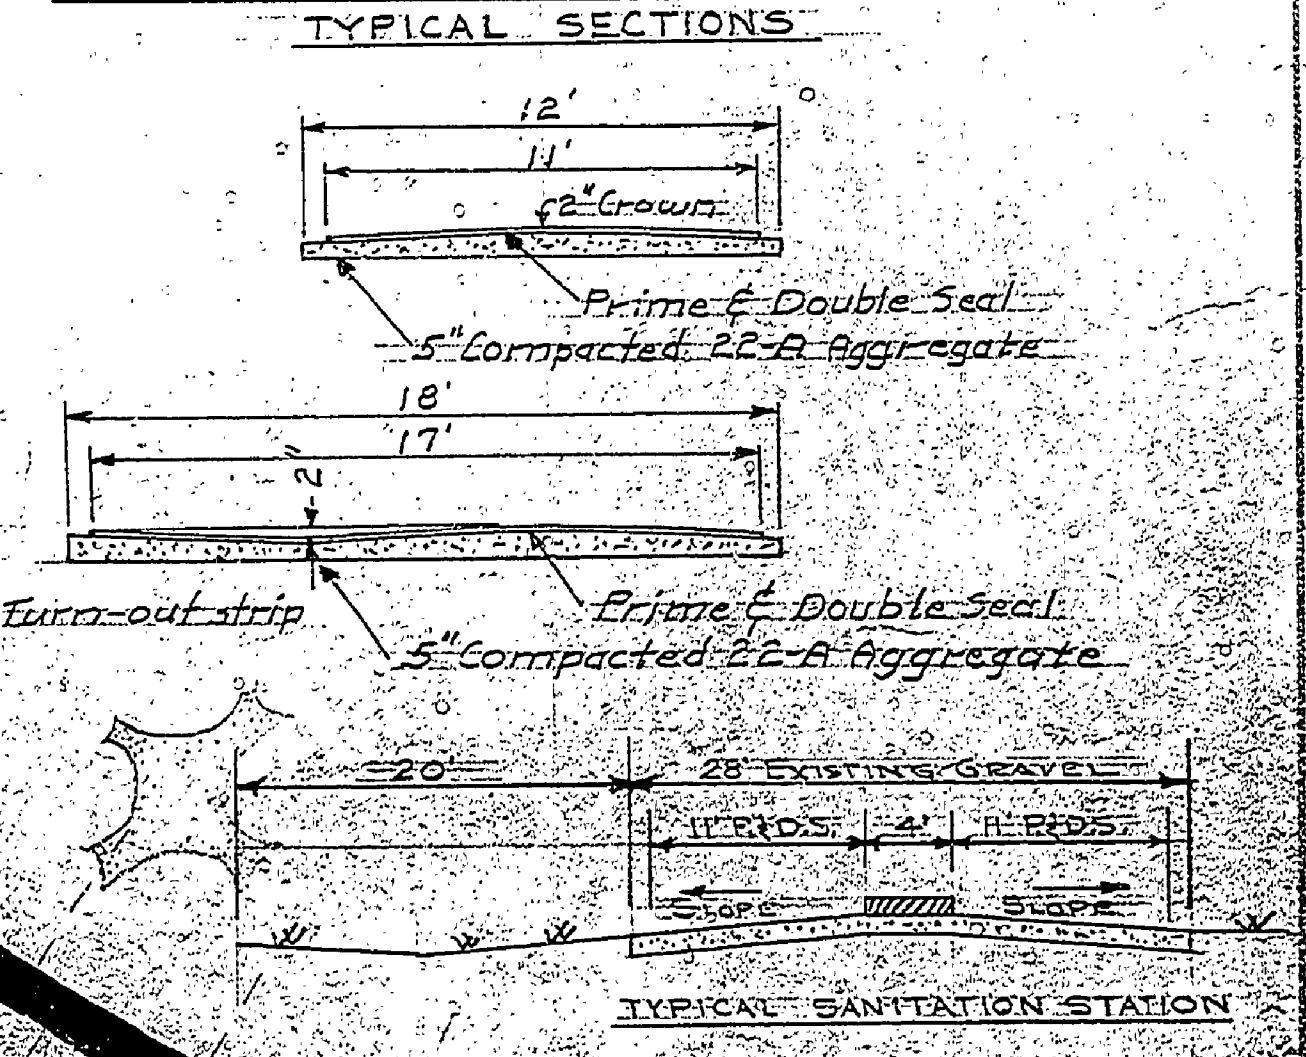 TYPICAL SECTIONS
12'
11'
2" Crown
Prime & Double Seal
5" Compacted 22-A Aggregate
18'
17'
2"
Turn-out strip
Prime & Double Seal
5" Compacted 22-A Aggregate
20'
28' EXISTING GRAVEL
11' P.&D.S. 4' 11' P.&D.S.
SLOPE SLOPE
TYPICAL SANITATION STATION